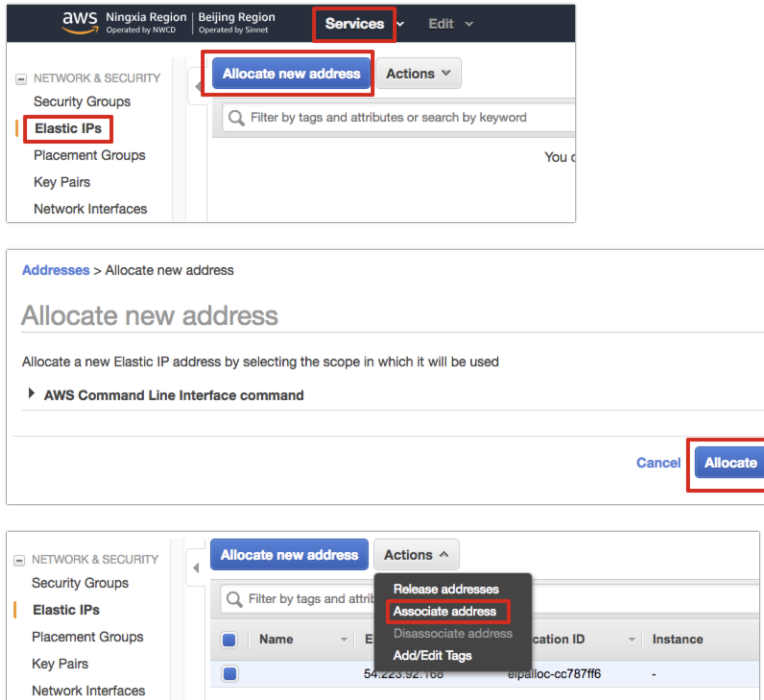 aws Ningxia Region | Beijing Region Services Edit
Operated by NWCD | Operated by Sinnet
NETWORK & SECURITY Allocate new address Actions
Security Groups
Elastic IPs Filter by tags and attributes or search by keyword
Placement Groups You c
Key Pairs
Network Interfaces
Addresses > Allocate new address
Allocate new address
Allocate a new Elastic IP address by selecting the scope in which it will be used
AWS Command Line Interface command
Cancel Allocate
NETWORK & SECURITY Allocate new address Actions
Security Groups Release addresses
Elastic IPs Filter by tags and attrib Associate address
Placement Groups Name E Disassociate address cation ID Instance
Key Pairs Add/Edit Tags
Network Interfaces 54.223.92.168 eipalloc-cc787ff6 -